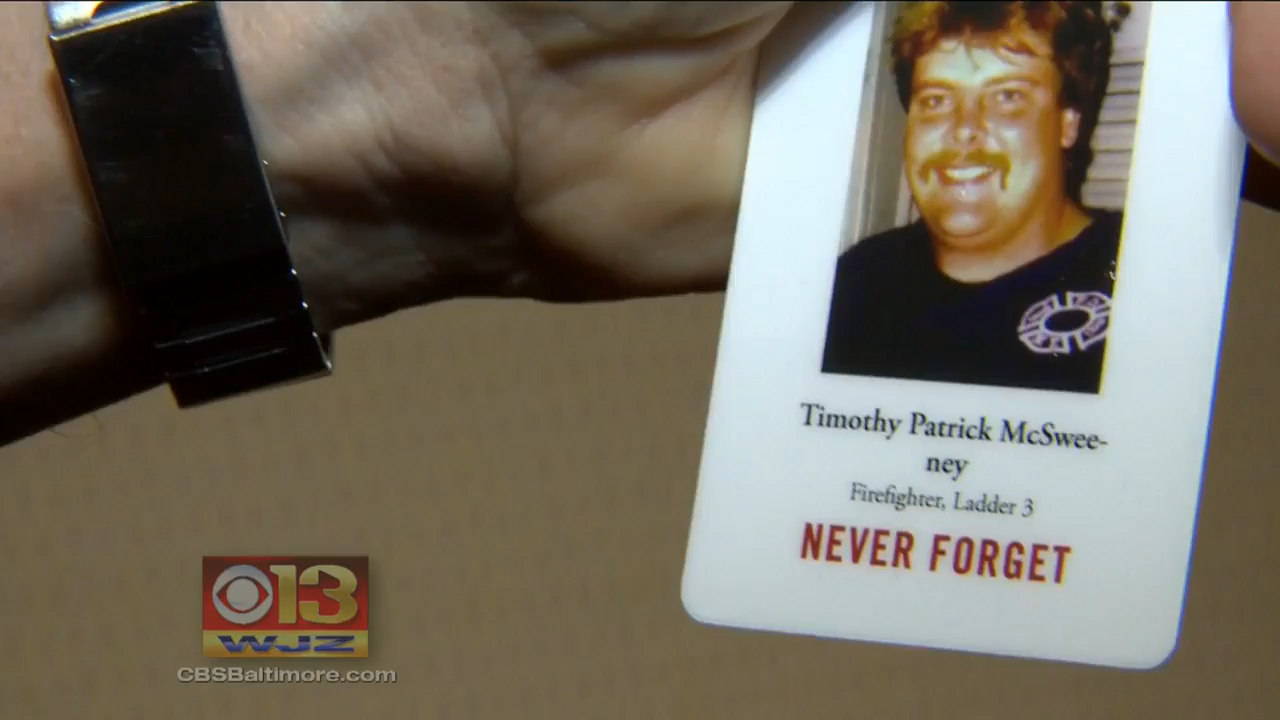 Timothy Patrick McSwee-
ney
Firefighter, Ladder 3
NEVER FORGET
13
WJZ
CBSBaltimore.com